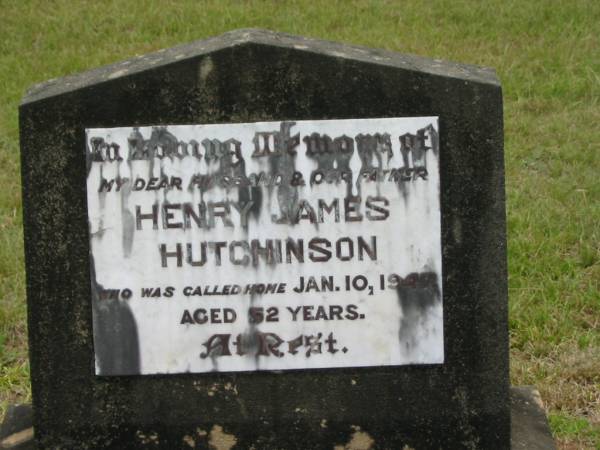 In Loving Memory of
MY DEAR HUSBAND & OUR FATHER
HENRY JAMES
HUTCHINSON
WHO WAS CALLED HOME JAN. 10,
AGED 52 YEARS.
At Rest.